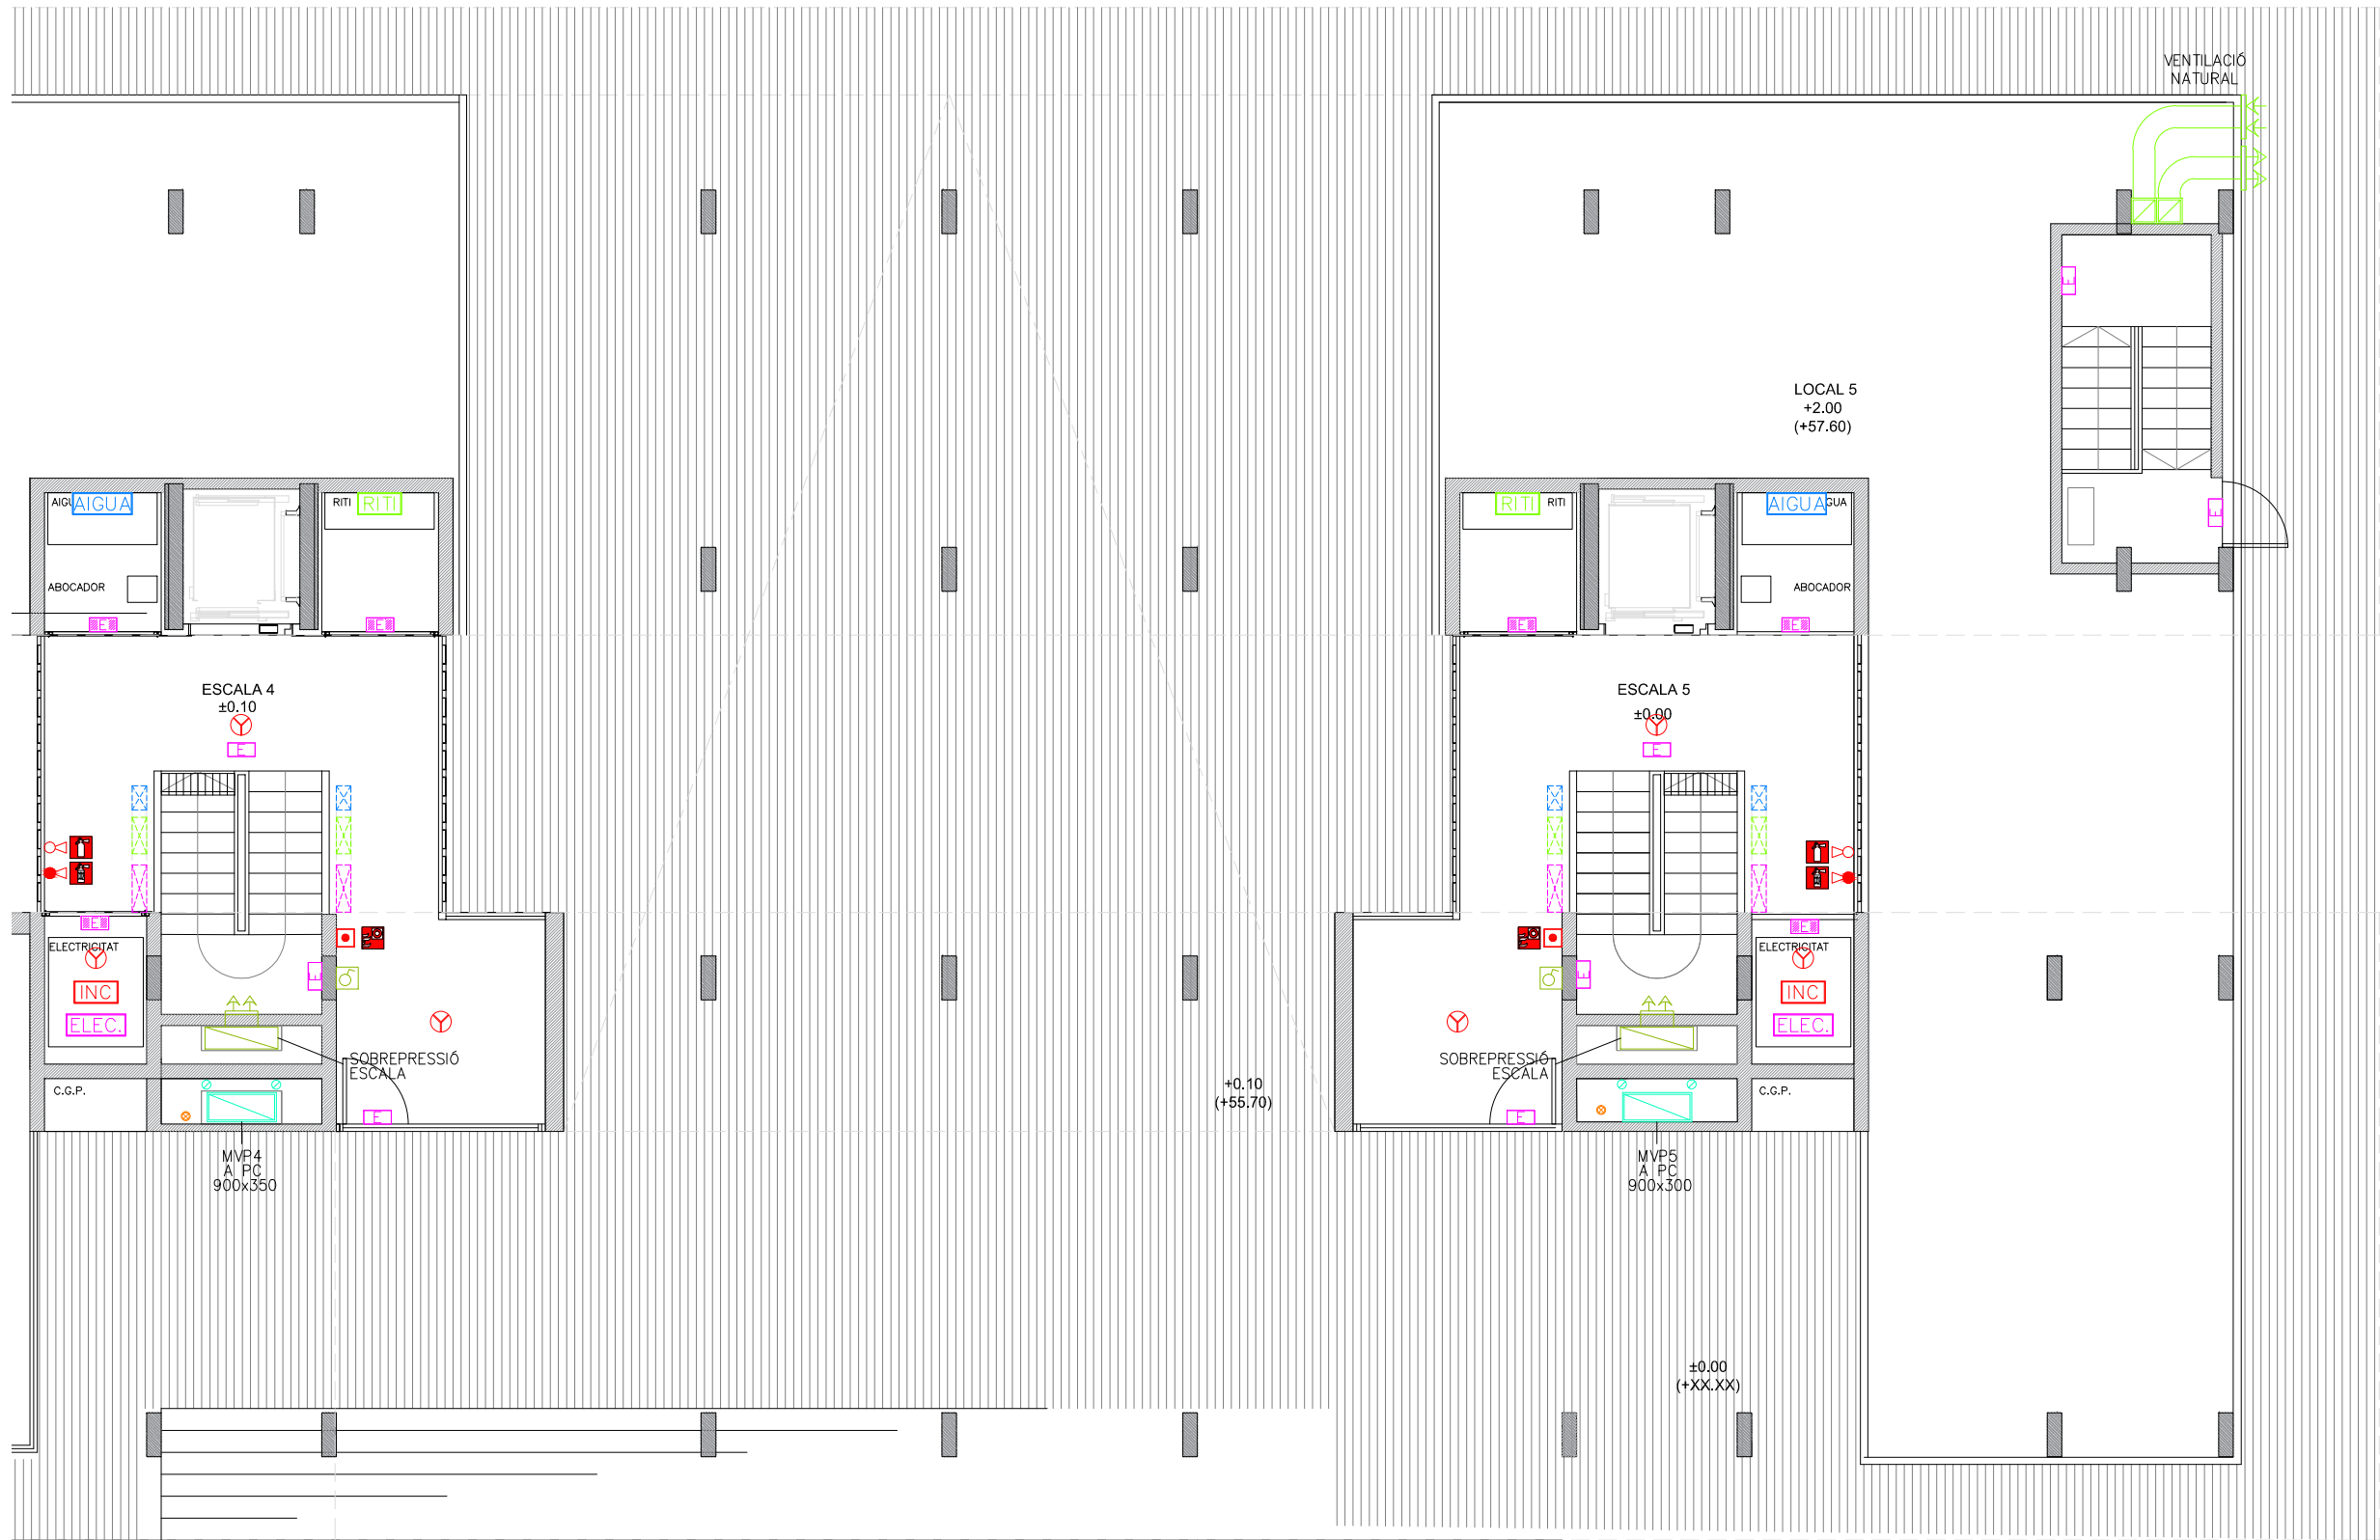 VENTILACIÓ
NATURAL
LOCAL 5
+2.00
(+57.60)
AIGUA
RITI
RITI
RITI
RITI
AIGUA
GUA
ABOCADOR
ABOCADOR
E
E
E
E
E
E
ESCALA 4
±0.10
E
ESCALA 5
±0.00
E
E
E
ELECTRICITAT
ELECTRICITAT
E
E
INC
INC
ELEC.
ELEC.
SOBREPRESSIÓ
ESCALA
SOBREPRESSIÓ
ESCALA
C.G.P.
C.G.P.
E
E
+0.10
(+55.70)
MVP4
A PC
900x350
MVP5
A PC
900x300
±0.00
(+XX.XX)